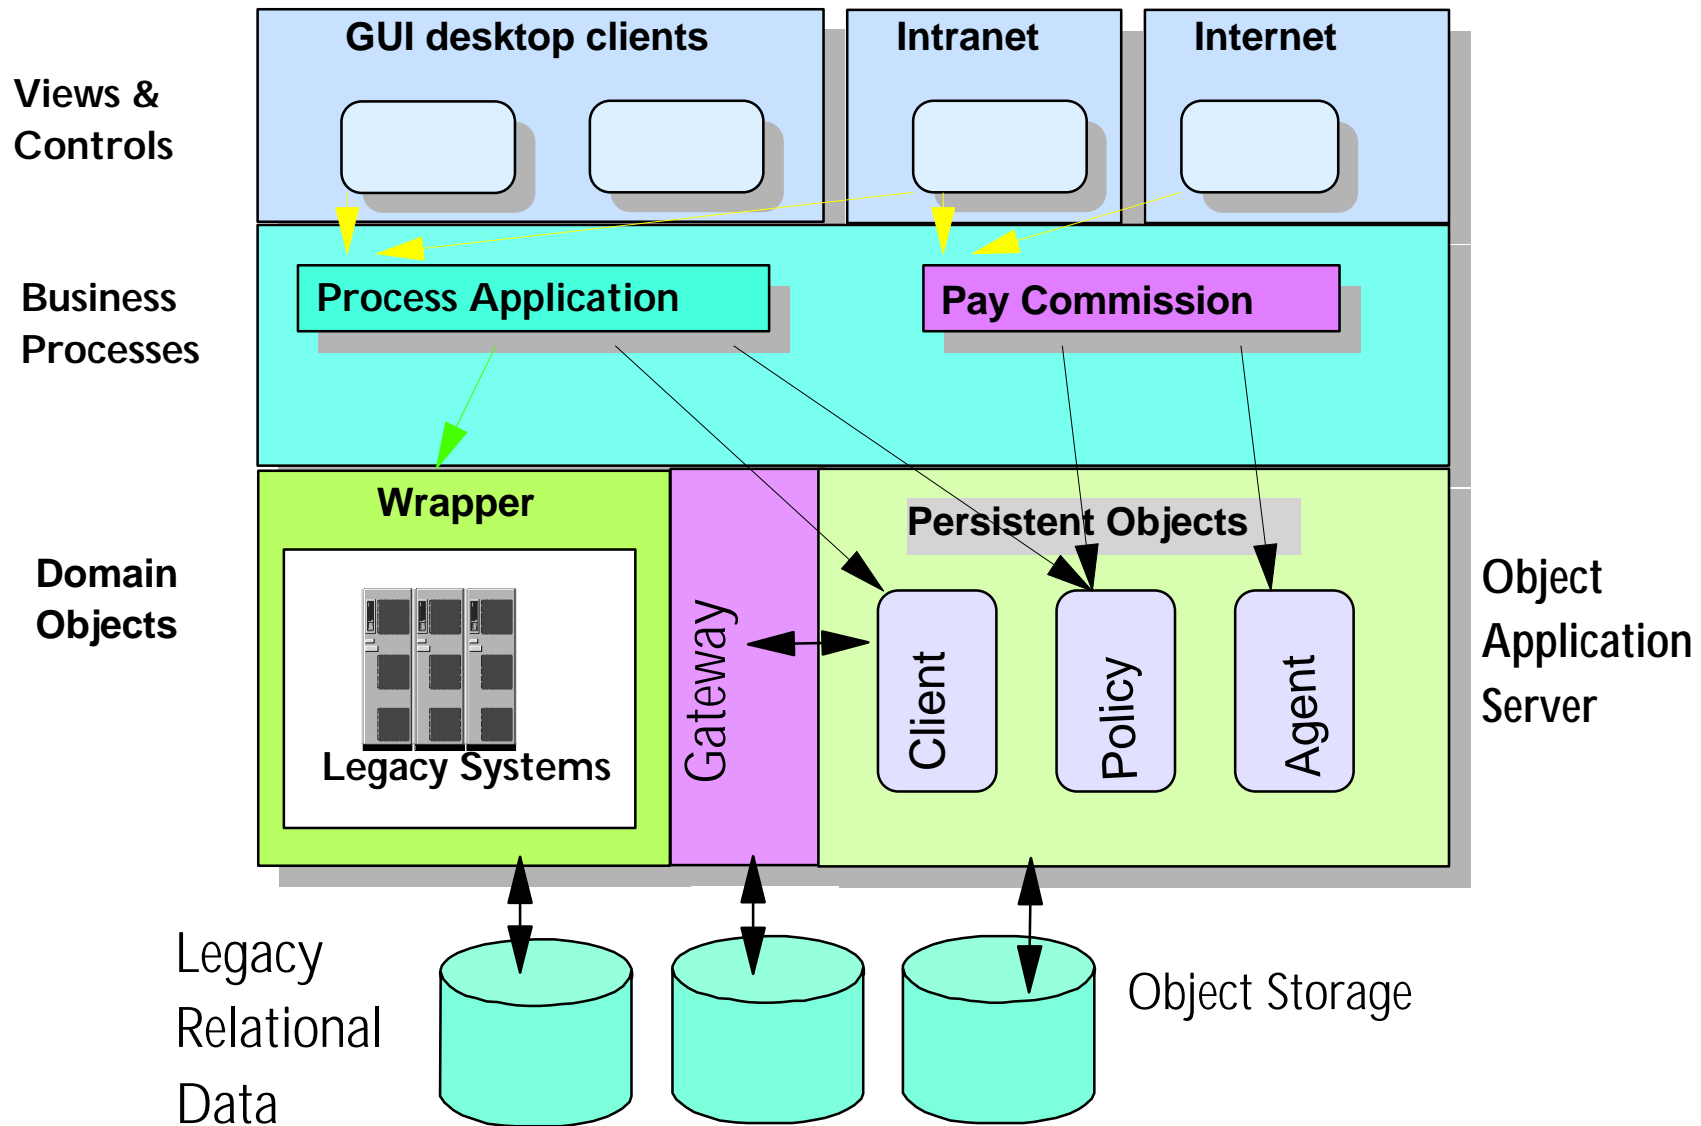 GUI desktop clients
Intranet
Internet
Views &
Controls
Business
Processes
Process Application
Pay Commission
Wrapper
Persistent Objects
Domain
Objects
Legacy Systems
Gateway
Client
Policy
Agent
Object
Application
Server
Legacy
Relational
Data
Object Storage